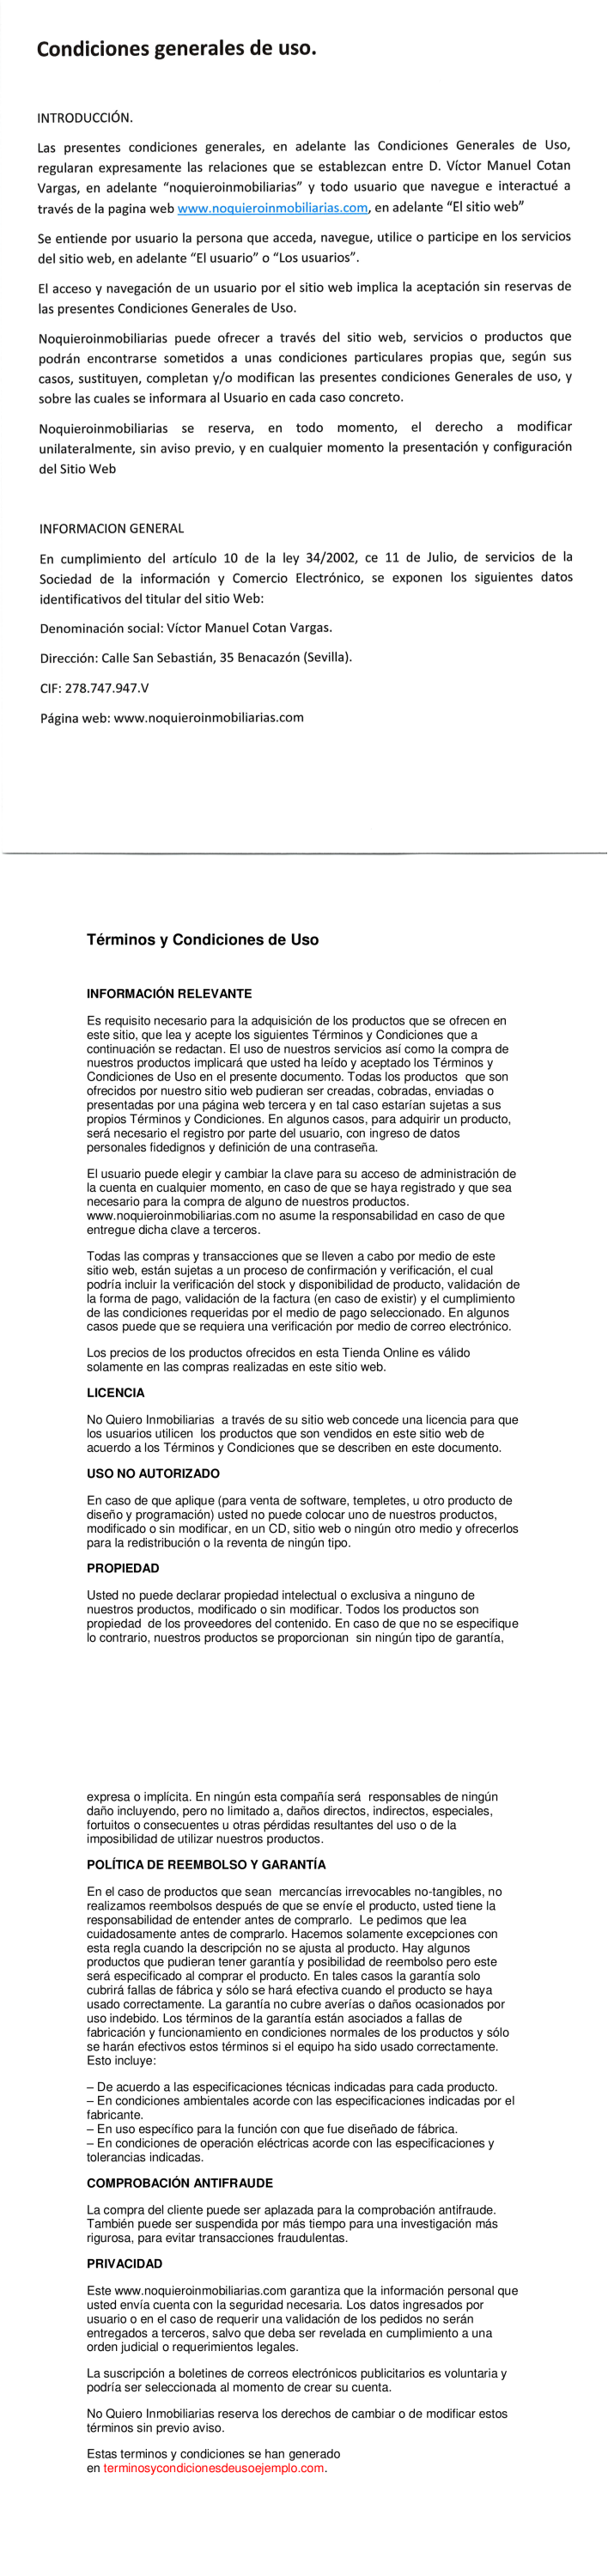 Condiciones generales de uso.
INTRODUCCIÓN.
Las presentes condiciones generales, en adelante las Condiciones Generales de Uso,
regularan expresamente las relaciones que se establezcan entre D. Víctor Manuel Cotan
Vargas, en adelante “noquieroinmobiliarias” y todo usuario que navegue e interactué a
través de la pagina web www.noquieroinmobiliarias.com, en adelante “El sitio web”
Se entiende por usuario la persona que acceda, navegue, utilice o participe en los servicios
del sitio web, en adelante “El usuario” o “Los usuarios”.
El acceso y navegación de un usuario por el sitio web implica la aceptación sin reservas de
las presentes Condiciones Generales de Uso.
Noquieroinmobiliarias puede ofrecer a través del sitio web, servicios o productos que
podrán encontrarse sometidos a unas condiciones particulares propias que, según sus
casos, sustituyen, completan y/o modifican las presentes condiciones Generales de uso, y
sobre las cuales se informara al Usuario en cada caso concreto.
Noquieroinmobiliarias se reserva, en todo momento, el derecho a modificar
unilateralmente, sin aviso previo, y en cualquier momento la presentación y configuración
del Sitio Web
INFORMACION GENERAL
En cumplimiento del artículo 10 de la ley 34/2002, ce 11 de Julio, de servicios de la
Sociedad de la información y Comercio Electrónico, se exponen los siguientes datos
identificativos del titular del sitio Web:
Denominación social: Víctor Manuel Cotan Vargas.
Dirección: Calle San Sebastián, 35 Benacazón (Sevilla).
CIF: 278.747.947.V
Página web: www.noquieroinmobiliarias.com
Términos y Condiciones de Uso
INFORMACIÓN RELEVANTE
Es requisito necesario para la adquisición de los productos que se ofrecen en
este sitio, que lea y acepte los siguientes Términos y Condiciones que a
continuación se redactan. El uso de nuestros servicios así como la compra de
nuestros productos implicará que usted ha leído y aceptado los Términos y
Condiciones de Uso en el presente documento. Todas los productos  que son
ofrecidos por nuestro sitio web pudieran ser creadas, cobradas, enviadas o
presentadas por una página web tercera y en tal caso estarían sujetas a sus
propios Términos y Condiciones. En algunos casos, para adquirir un producto,
será necesario el registro por parte del usuario, con ingreso de datos
personales fidedignos y definición de una contraseña.
El usuario puede elegir y cambiar la clave para su acceso de administración de
la cuenta en cualquier momento, en caso de que se haya registrado y que sea
necesario para la compra de alguno de nuestros productos.
www.noquieroinmobiliarias.com no asume la responsabilidad en caso de que
entregue dicha clave a terceros.
Todas las compras y transacciones que se lleven a cabo por medio de este
sitio web, están sujetas a un proceso de confirmación y verificación, el cual
podría incluir la verificación del stock y disponibilidad de producto, validación de
la forma de pago, validación de la factura (en caso de existir) y el cumplimiento
de las condiciones requeridas por el medio de pago seleccionado. En algunos
casos puede que se requiera una verificación por medio de correo electrónico.
Los precios de los productos ofrecidos en esta Tienda Online es válido
solamente en las compras realizadas en este sitio web.
LICENCIA
No Quiero Inmobiliarias  a través de su sitio web concede una licencia para que
los usuarios utilicen  los productos que son vendidos en este sitio web de
acuerdo a los Términos y Condiciones que se describen en este documento.
USO NO AUTORIZADO
En caso de que aplique (para venta de software, templetes, u otro producto de
diseño y programación) usted no puede colocar uno de nuestros productos,
modificado o sin modificar, en un CD, sitio web o ningún otro medio y ofrecerlos
para la redistribución o la reventa de ningún tipo.
PROPIEDAD
Usted no puede declarar propiedad intelectual o exclusiva a ninguno de
nuestros productos, modificado o sin modificar. Todos los productos son
propiedad  de los proveedores del contenido. En caso de que no se especifique
lo contrario, nuestros productos se proporcionan  sin ningún tipo de garantía,
expresa o implícita. En ningún esta compañía será  responsables de ningún
daño incluyendo, pero no limitado a, daños directos, indirectos, especiales,
fortuitos o consecuentes u otras pérdidas resultantes del uso o de la
imposibilidad de utilizar nuestros productos.
POLÍTICA DE REEMBOLSO Y GARANTÍA
En el caso de productos que sean  mercancías irrevocables no-tangibles, no
realizamos reembolsos después de que se envíe el producto, usted tiene la
responsabilidad de entender antes de comprarlo.  Le pedimos que lea
cuidadosamente antes de comprarlo. Hacemos solamente excepciones con
esta regla cuando la descripción no se ajusta al producto. Hay algunos
productos que pudieran tener garantía y posibilidad de reembolso pero este
será especificado al comprar el producto. En tales casos la garantía solo
cubrirá fallas de fábrica y sólo se hará efectiva cuando el producto se haya
usado correctamente. La garantía no cubre averías o daños ocasionados por
uso indebido. Los términos de la garantía están asociados a fallas de
fabricación y funcionamiento en condiciones normales de los productos y sólo
se harán efectivos estos términos si el equipo ha sido usado correctamente.
Esto incluye:
– De acuerdo a las especificaciones técnicas indicadas para cada producto.
– En condiciones ambientales acorde con las especificaciones indicadas por el
fabricante.
– En uso específico para la función con que fue diseñado de fábrica.
– En condiciones de operación eléctricas acorde con las especificaciones y
tolerancias indicadas.
COMPROBACIÓN ANTIFRAUDE
La compra del cliente puede ser aplazada para la comprobación antifraude.
También puede ser suspendida por más tiempo para una investigación más
rigurosa, para evitar transacciones fraudulentas.
PRIVACIDAD
Este www.noquieroinmobiliarias.com garantiza que la información personal que
usted envía cuenta con la seguridad necesaria. Los datos ingresados por
usuario o en el caso de requerir una validación de los pedidos no serán
entregados a terceros, salvo que deba ser revelada en cumplimiento a una
orden judicial o requerimientos legales.
La suscripción a boletines de correos electrónicos publicitarios es voluntaria y
podría ser seleccionada al momento de crear su cuenta.
No Quiero Inmobiliarias reserva los derechos de cambiar o de modificar estos
términos sin previo aviso.
Estas terminos y condiciones se han generado
en terminosycondicionesdeusoejemplo.com.